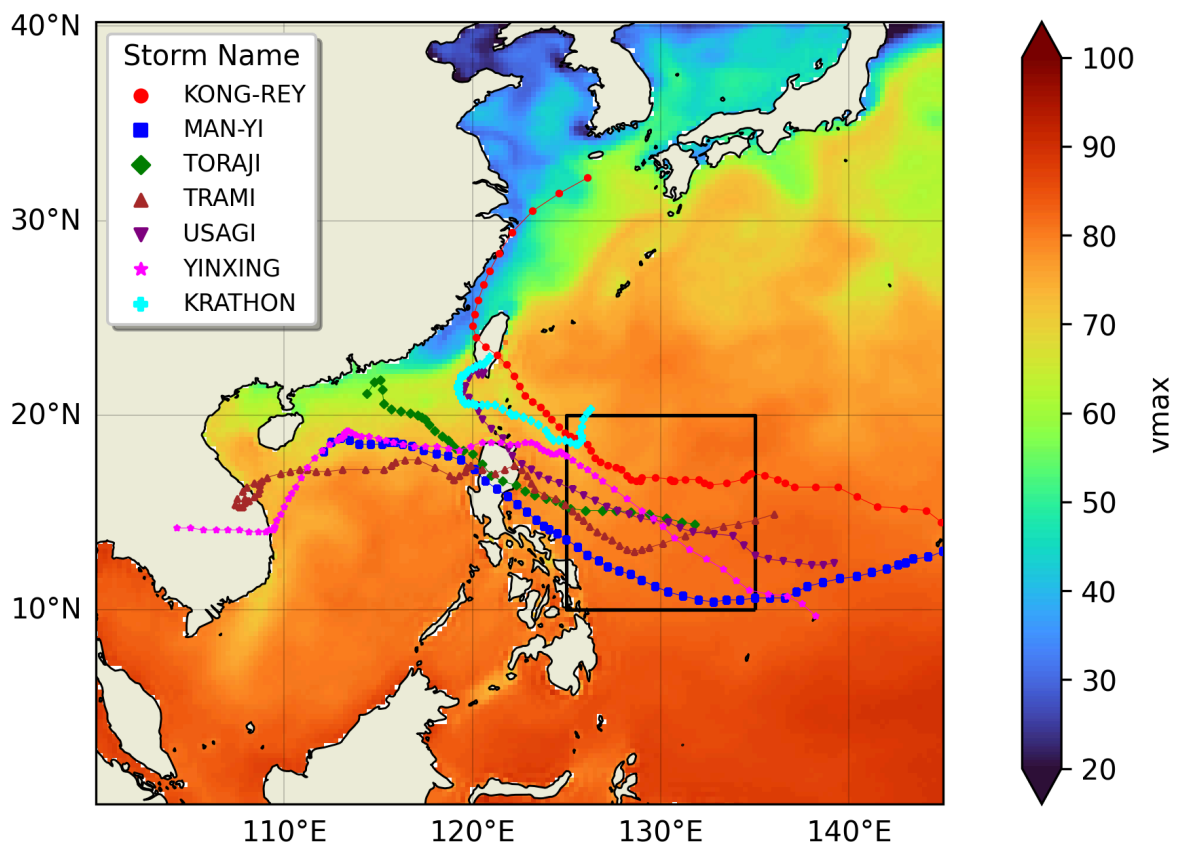 40°N
30°N
20°N
10°N
Storm Name
KONG-REY
MAN-YI
TORAJI
TRAMI
USAGI
YINXING
KRATHON
110°E
120°E
130°E
140°E
100
90
80
70
60
50
40
30
20
vmax